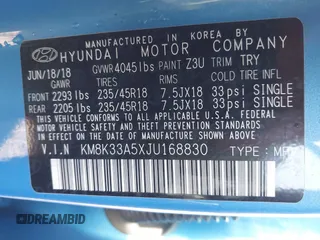 MANUFACTURED IN KOREA BY
HYUNDAI MOTOR COMPANY
JUN/18/18 GVWR 4045 lbs PAINT Z3U TRIM TRY
GAWR TIRES RIMS COLD TIRE INFL. PRESSURE
FRONT 2293 lbs 235/45R18 7.5JX18 33psi SINGLE
REAR 2205 lbs 235/45R18 7.5JX18 33psi SINGLE
THIS VEHICLE CONFORMS TO ALL APPLICABLE U.S. FEDERAL
MOTOR VEHICLE SAFETY, BUMPER AND THEFT PREVENTION
STANDARDS IN EFFECT ON THE DATE OF MANUFACTURE SHOWN ABOVE.
V.I.N KM8K33A5XJU168830 TYPE :
DREAMBID